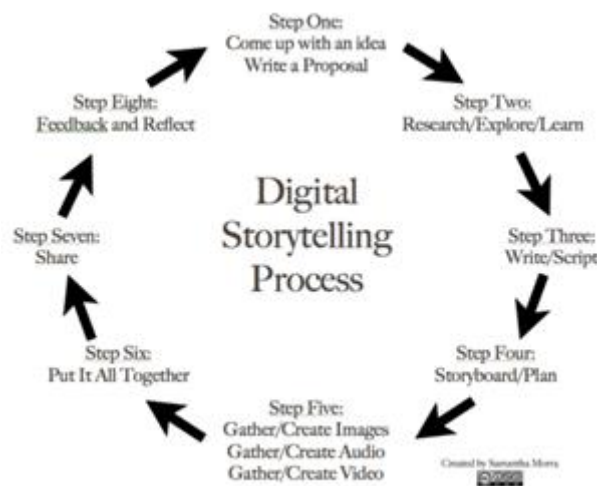 Step One:
Come up with an idea
Write a Proposal
Step Two:
Research/Explore/Learn
Step Three:
Write/Script
Step Four:
Storyboard/Plan
Step Five:
Gather/Create Images
Gather/Create Audio
Gather/Create Video
Step Six:
Put It All Together
Step Seven:
Share
Step Eight:
Feedback and Reflect
Digital
Storytelling
Process
Created by Samantha Morra